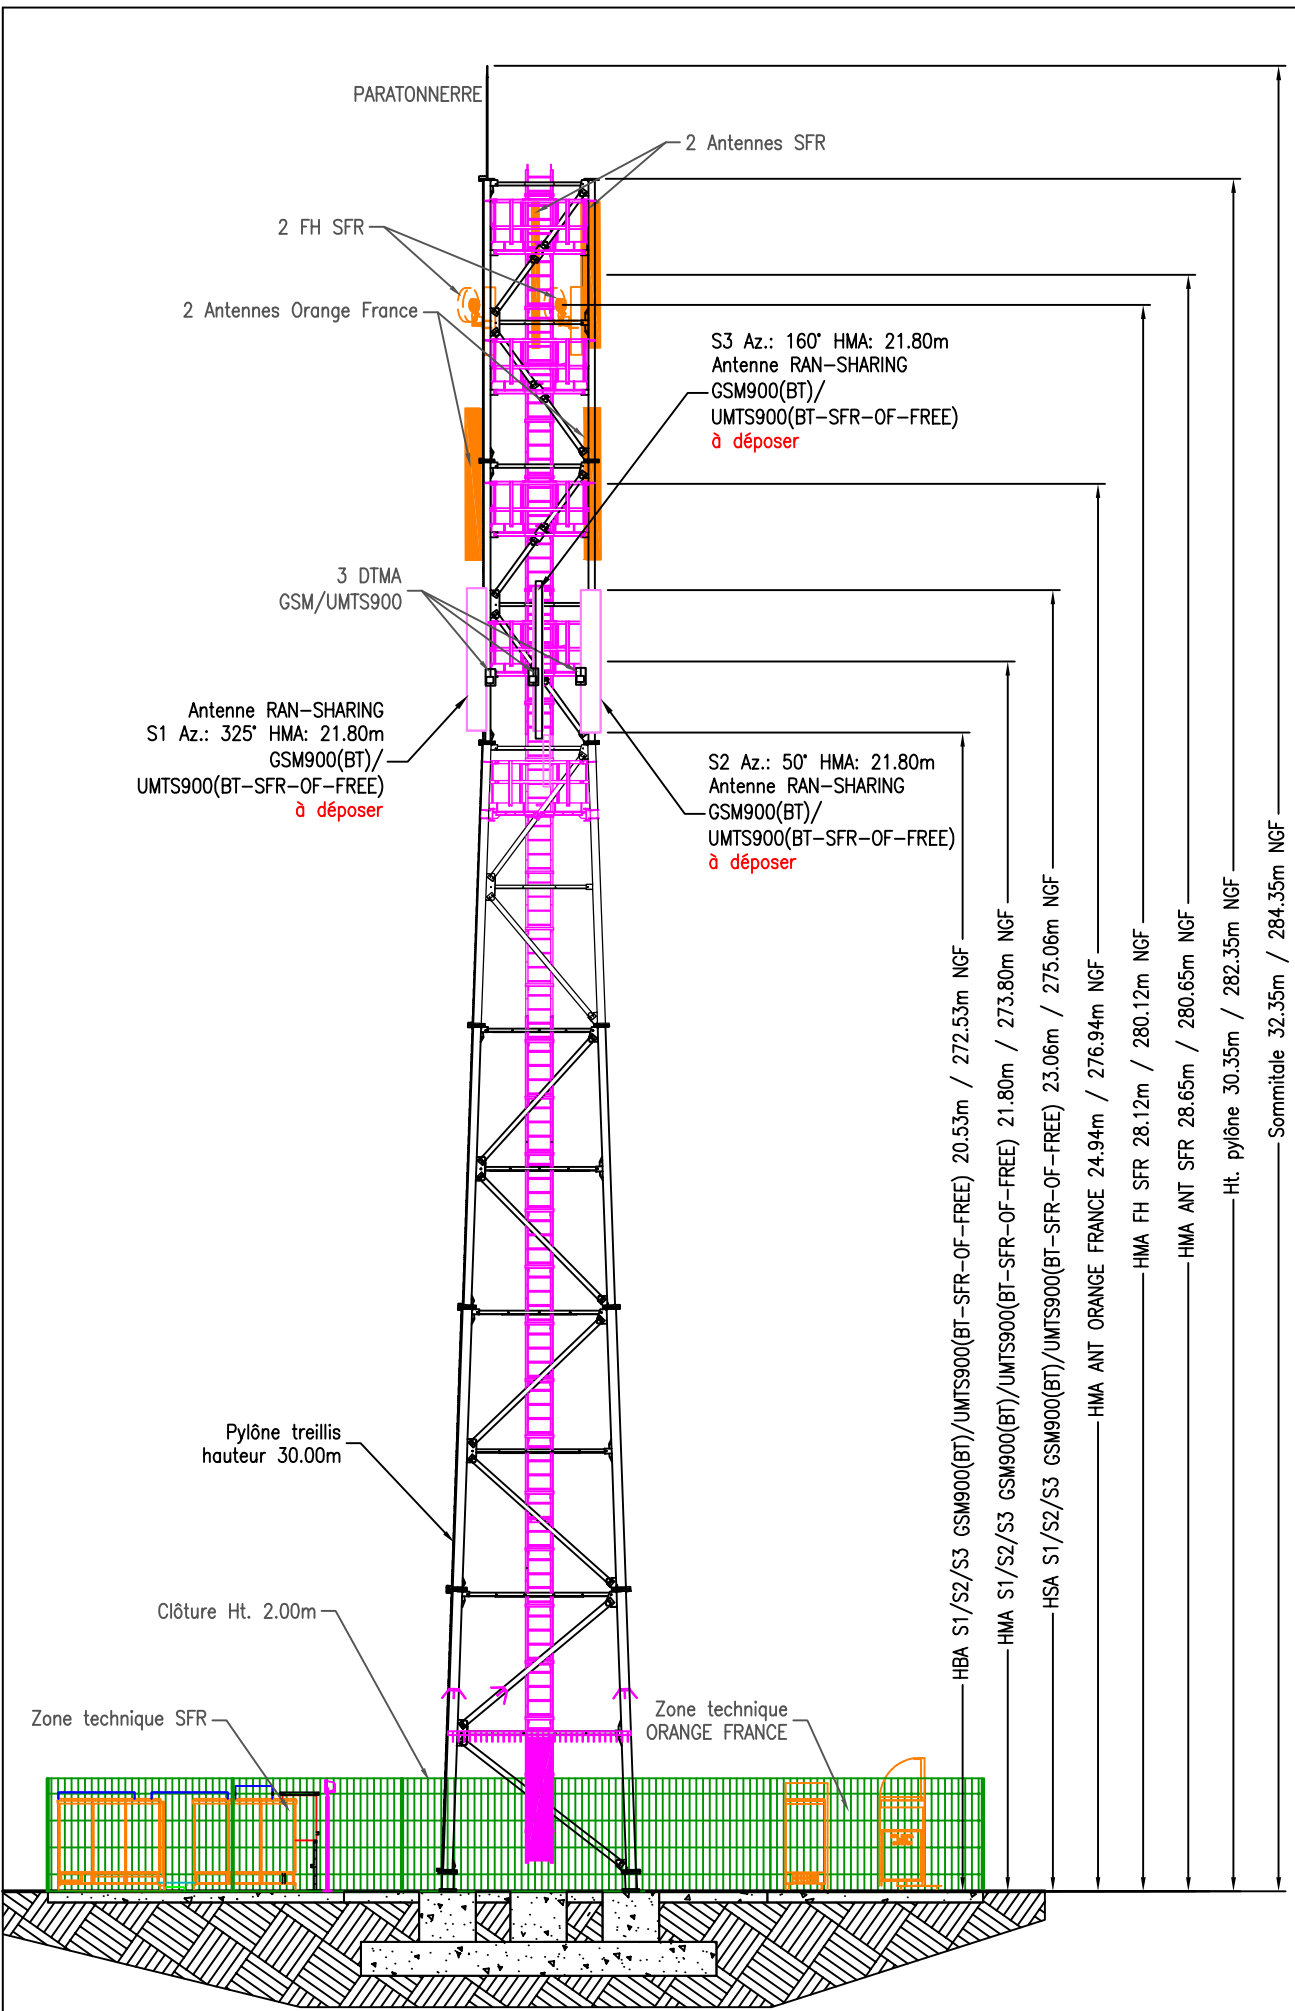 PARATONNERRE
2 Antennes SFR
2 FH SFR
2 Antennes Orange France
S3 Az.: 160° HMA: 21.80m
Antenne RAN-SHARING
GSM900(BT)/
UMTS900(BT-SFR-OF-FREE)
à déposer
3 DTMA
GSM/UMTS900
Antenne RAN-SHARING
S1 Az.: 325° HMA: 21.80m
GSM900(BT)/
UMTS900(BT-SFR-OF-FREE)
à déposer
S2 Az.: 50° HMA: 21.80m
Antenne RAN-SHARING
GSM900(BT)/
UMTS900(BT-SFR-OF-FREE)
à déposer
HBA S1/S2/S3 GSM900(BT)/UMTS900(BT-SFR-OF-FREE) 20.53m / 272.53m NGF
HMA S1/S2/S3 GSM900(BT)/UMTS900(BT-SFR-OF-FREE) 21.80m / 273.80m NGF
HSA S1/S2/S3 GSM900(BT)/UMTS900(BT-SFR-OF-FREE) 23.06m / 275.06m NGF
HMA ANT ORANGE FRANCE 24.94m / 276.94m NGF
HMA FH SFR 28.12m / 280.12m NGF
HMA ANT SFR 28.65m / 280.65m NGF
Ht. pylône 30.35m / 282.35m NGF
Sommitale 32.35m / 284.35m NGF
Pylône treillis
hauteur 30.00m
Clôture Ht. 2.00m
Zone technique SFR
Zone technique
ORANGE FRANCE